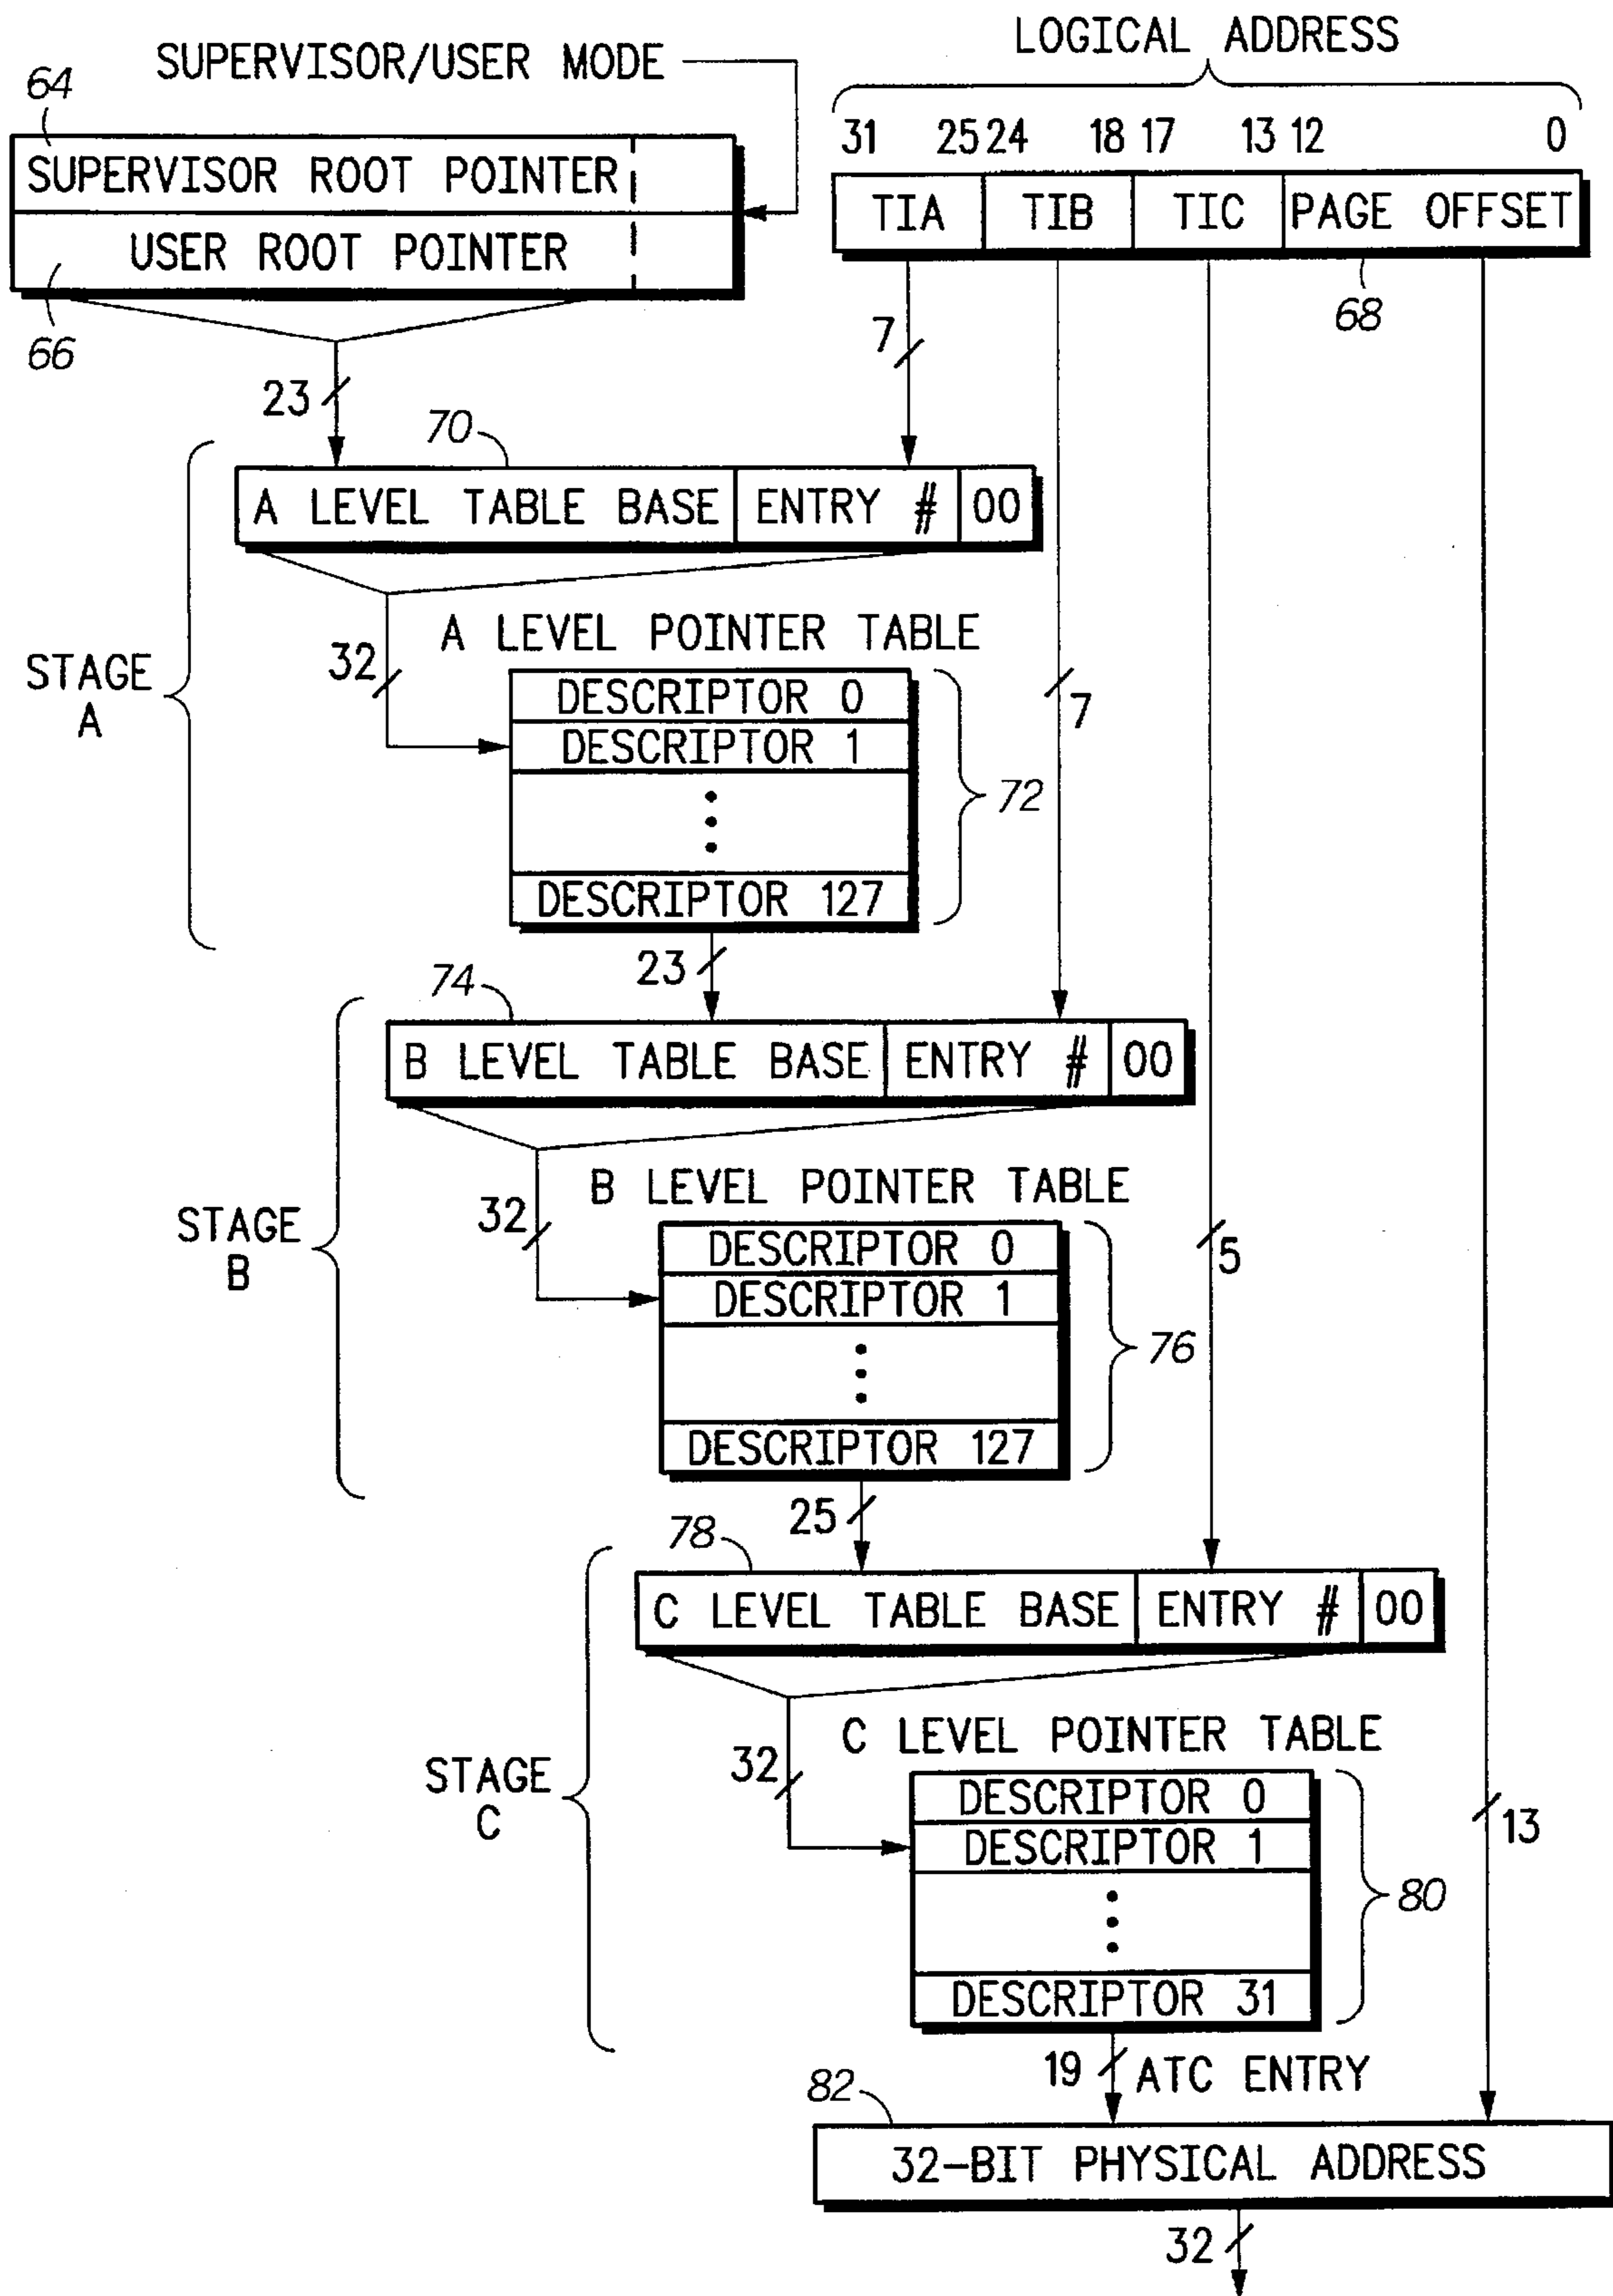 LOGICAL ADDRESS
SUPERVISOR/USER MODE
64
31 25 24 18 17 13 12 0
SUPERVISOR ROOT POINTER
TIA TIB TIC PAGE OFFSET
USER ROOT POINTER
66
68
7
23
70
A LEVEL TABLE BASE ENTRY # 00
STAGE
A
32
A LEVEL POINTER TABLE
DESCRIPTOR 0
DESCRIPTOR 1
DESCRIPTOR 127
72
7
23
74
B LEVEL TABLE BASE ENTRY # 00
STAGE
B
32
B LEVEL POINTER TABLE
DESCRIPTOR 0
DESCRIPTOR 1
DESCRIPTOR 127
76
5
25
78
C LEVEL TABLE BASE ENTRY # 00
STAGE
C
32
C LEVEL POINTER TABLE
DESCRIPTOR 0
DESCRIPTOR 1
DESCRIPTOR 31
80
13
19 ATC ENTRY
82
32-BIT PHYSICAL ADDRESS
32